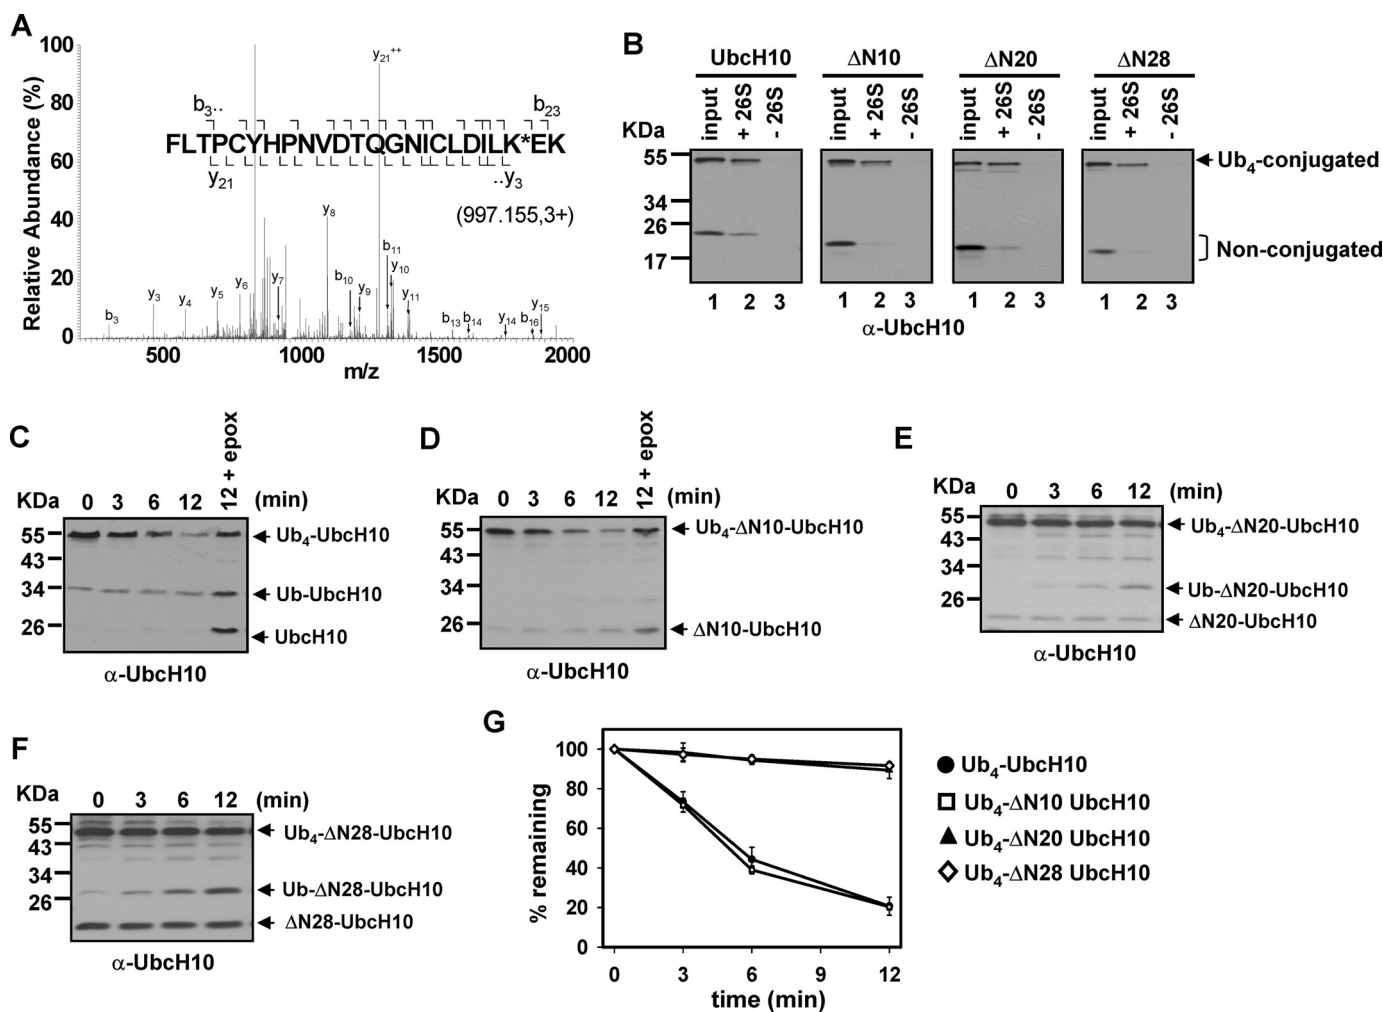 A
100
80
60
40
20
0
Relative Abundance (%)
500 1000 1500 2000
m/z
b3.. b23
FLTPCYHPNVDTQGNICLDILK*EK
y21 ..y3
(997.155,3+)
y21++
b3 y3 y4 y5 y6 y7 y8 b10 y9 b11 y10 y11 b13 b14 y14 b16 y15
B
UbcH10 ΔN10 ΔN20 ΔN28
input + 26S - 26S input + 26S - 26S input + 26S - 26S input + 26S - 26S
KDa
55
34
26
17
Ub4-conjugated
Non-conjugated
1 2 3 1 2 3 1 2 3 1 2 3
α-UbcH10
C
KDa 0 3 6 12 12 + epox (min)
55
43
34
26
Ub4-UbcH10
Ub-UbcH10
UbcH10
α-UbcH10
D
KDa 0 3 6 12 12 + epox (min)
55
43
34
26
Ub4-ΔN10-UbcH10
ΔN10-UbcH10
α-UbcH10
E
KDa 0 3 6 12 (min)
55
43
34
26
Ub4-ΔN20-UbcH10
Ub-ΔN20-UbcH10
ΔN20-UbcH10
α-UbcH10
F
KDa 0 3 6 12 (min)
55
43
34
26
Ub4-ΔN28-UbcH10
Ub-ΔN28-UbcH10
ΔN28-UbcH10
α-UbcH10
G
100
80
60
40
20
0
% remaining
0 3 6 9 12
time (min)
Ub4-UbcH10
Ub4-ΔN10 UbcH10
Ub4-ΔN20 UbcH10
Ub4-ΔN28 UbcH10